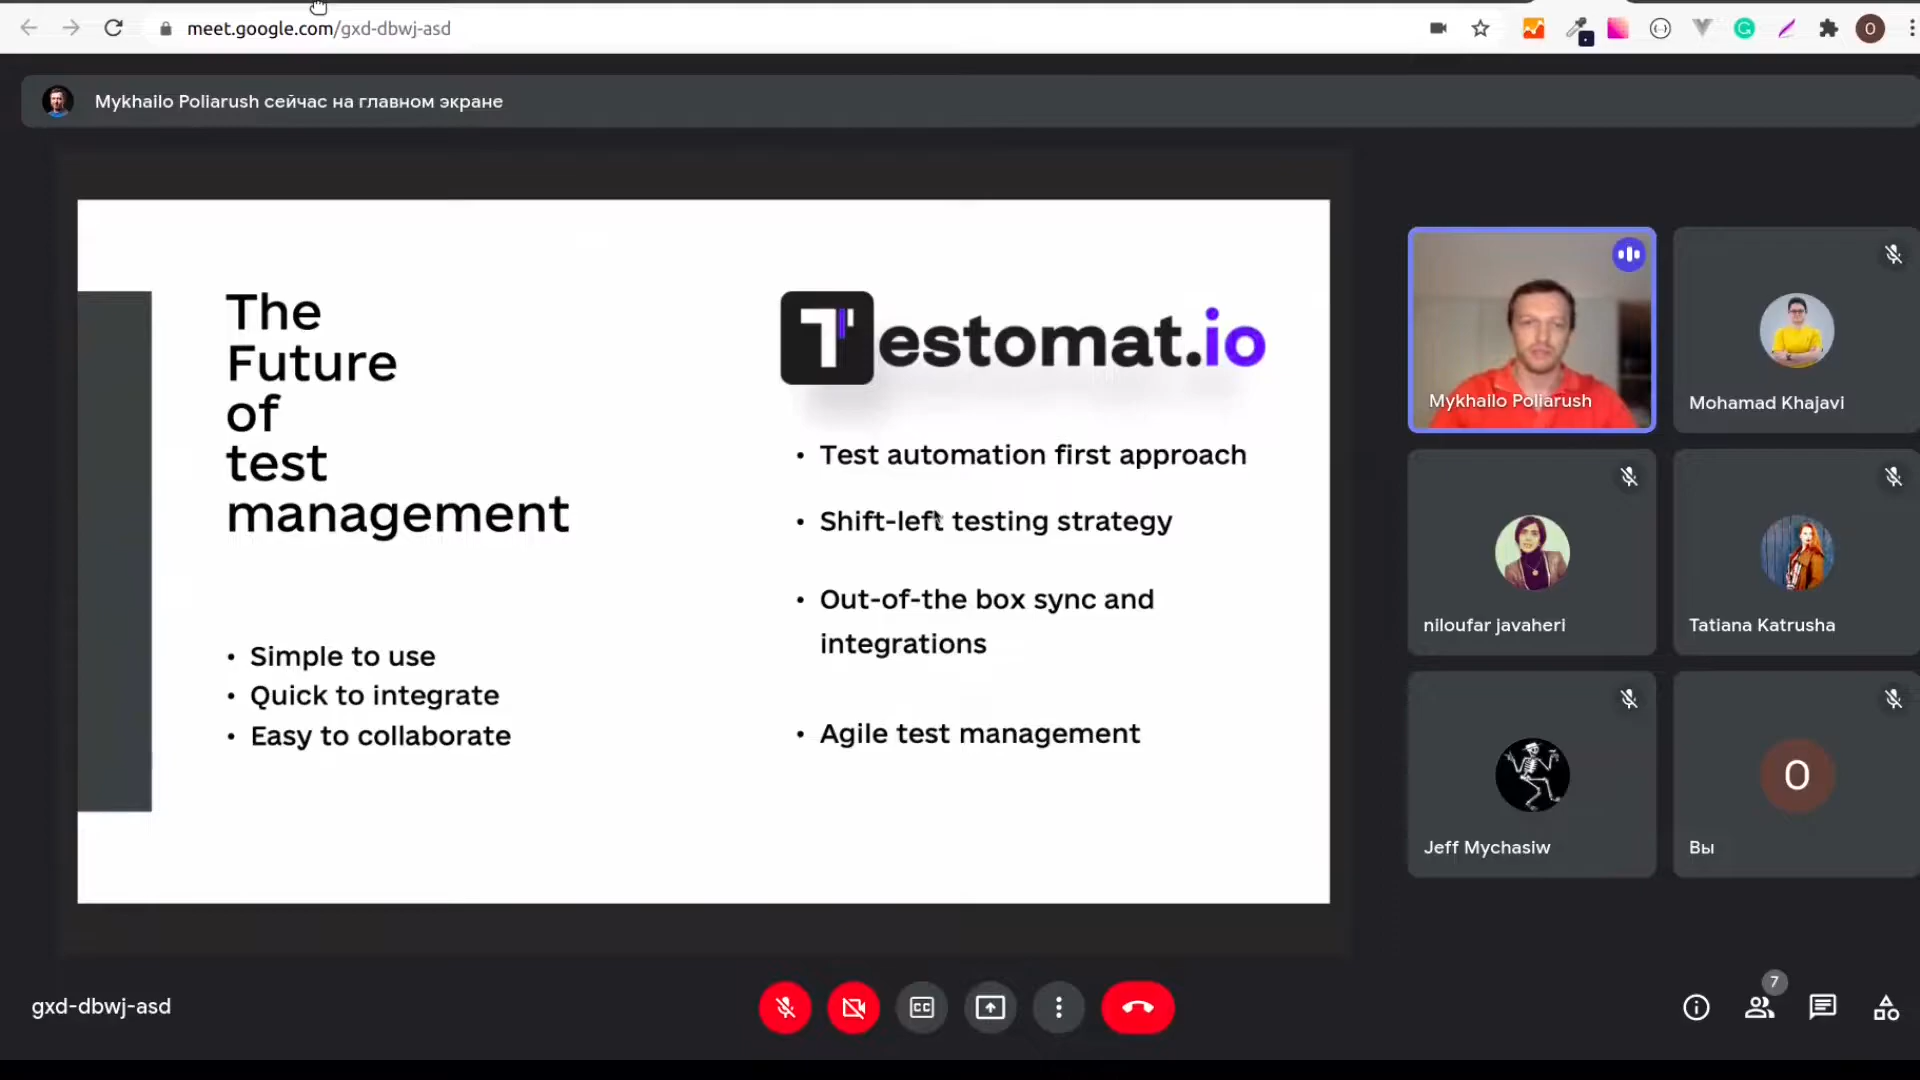 meet.google.com/gxd-dbwj-asd
O
Mykhailo Poliarush сейчас на главном экране
The
Future
of
test
management
• Simple to use
• Quick to integrate
• Easy to collaborate
Testomat.io
• Test automation first approach
• Shift-left testing strategy
• Out-of-the box sync and
integrations
• Agile test management
Mykhailo Poliarush
Mohamad Khajavi
niloufar javaheri
Tatiana Katrusha
Jeff Mychasiw
O
Вы
gxd-dbwj-asd
CC
7